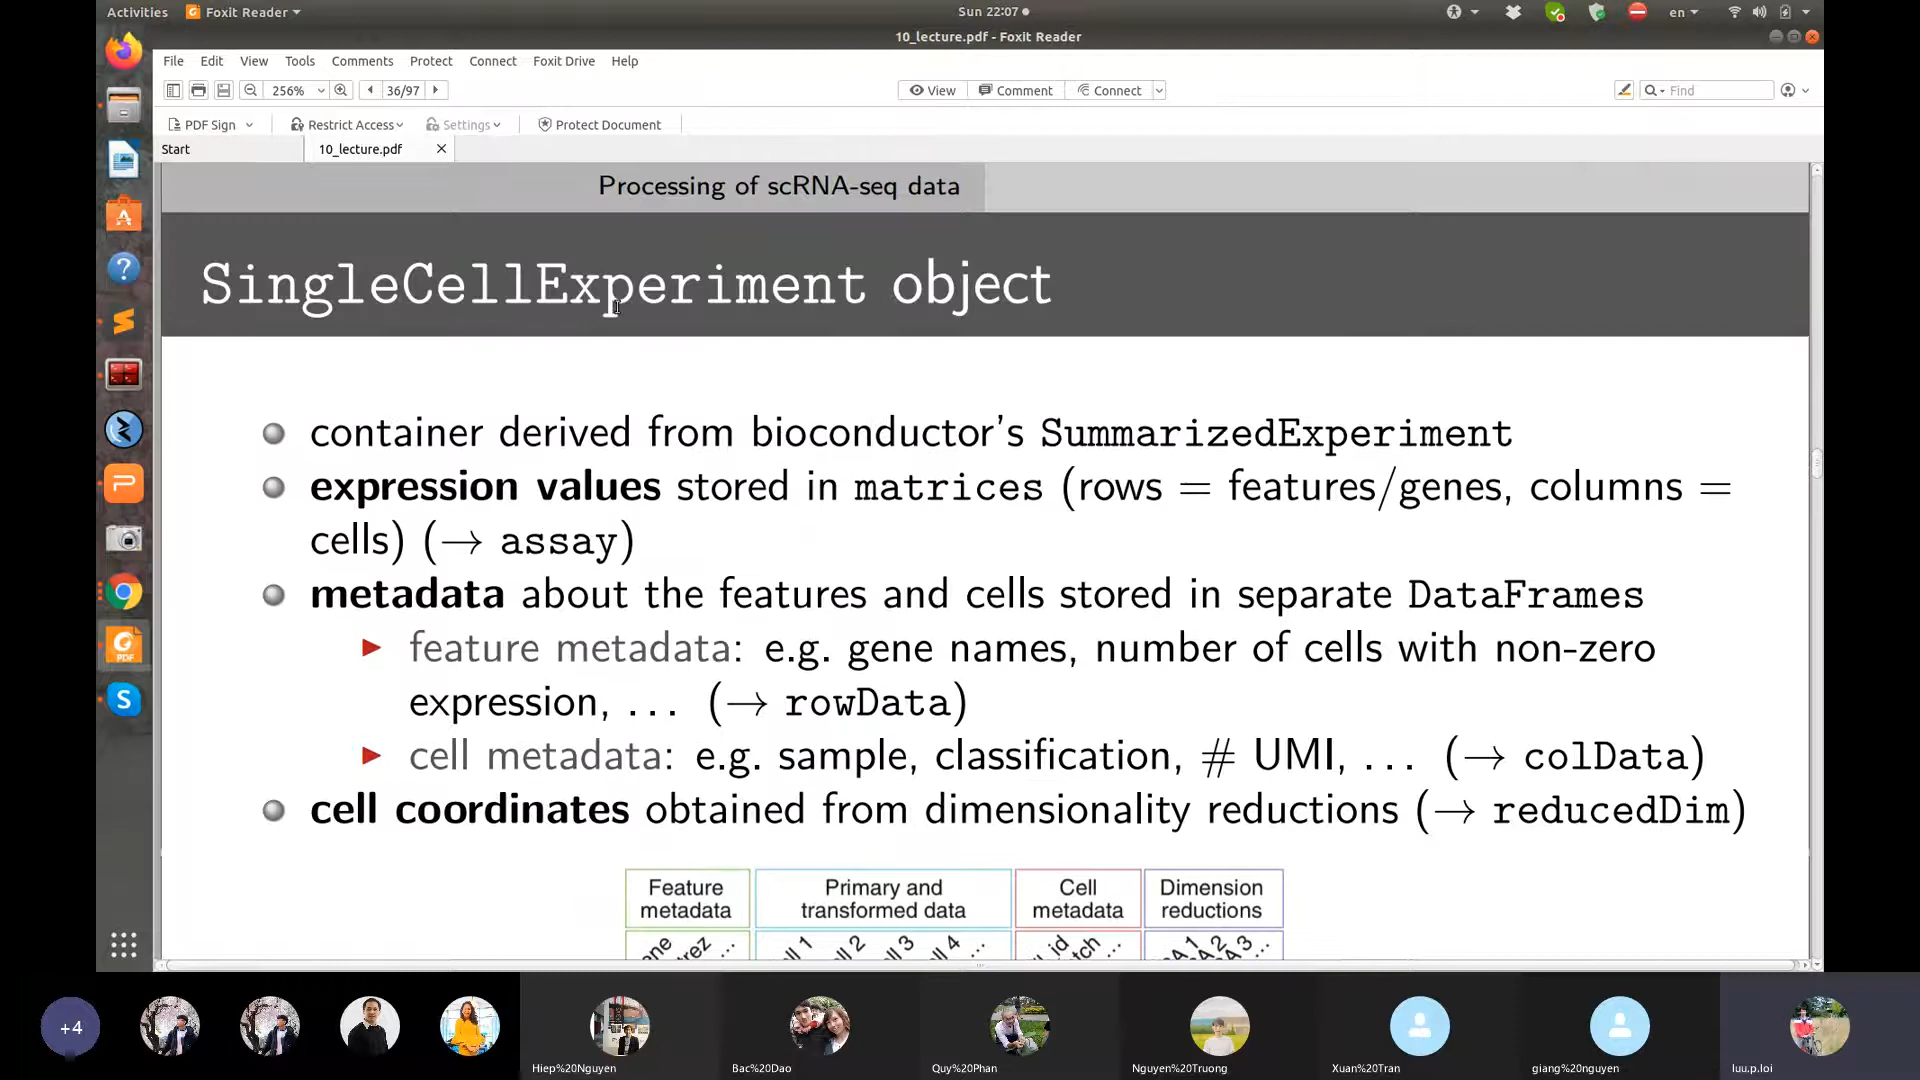 Activities Foxit Reader Sun 22:07 en
10_lecture.pdf - Foxit Reader
File Edit View Tools Comments Protect Connect Foxit Drive Help
256% 36/97 View Comment Connect Find
PDF Sign Restrict Access Settings Protect Document
Start 10_lecture.pdf
Processing of scRNA-seq data
SingleCellExperiment object
container derived from bioconductor's SummarizedExperiment
expression values stored in matrices (rows = features/genes, columns =
cells) (→ assay)
metadata about the features and cells stored in separate DataFrames
feature metadata: e.g. gene names, number of cells with non-zero
expression, ... (→ rowData)
cell metadata: e.g. sample, classification, # UMI, ... (→ colData)
cell coordinates obtained from dimensionality reductions (→ reducedDim)
Feature Primary and Cell Dimension
metadata transformed data metadata reductions
+4
Hiep%20Nguyen Bac%20Dao Quy%20Phan Nguyen%20Truong Xuan%20Tran giang%20nguyen luu.p.loi